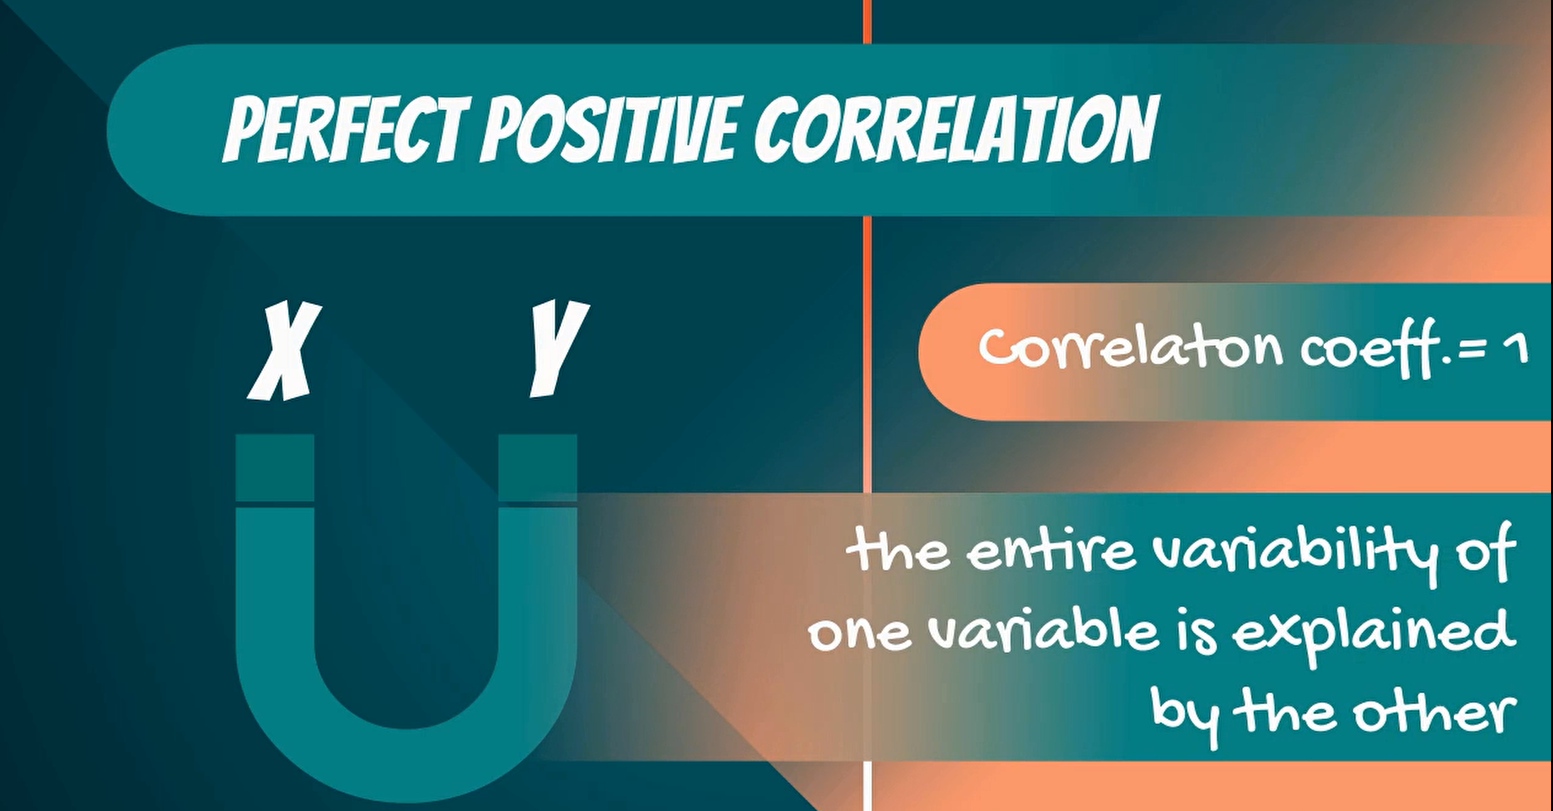 PERFECT POSITIVE CORRELATION
X Y
Correlaton coeff.= 1
the entire variability of
one variable is explained
by the other